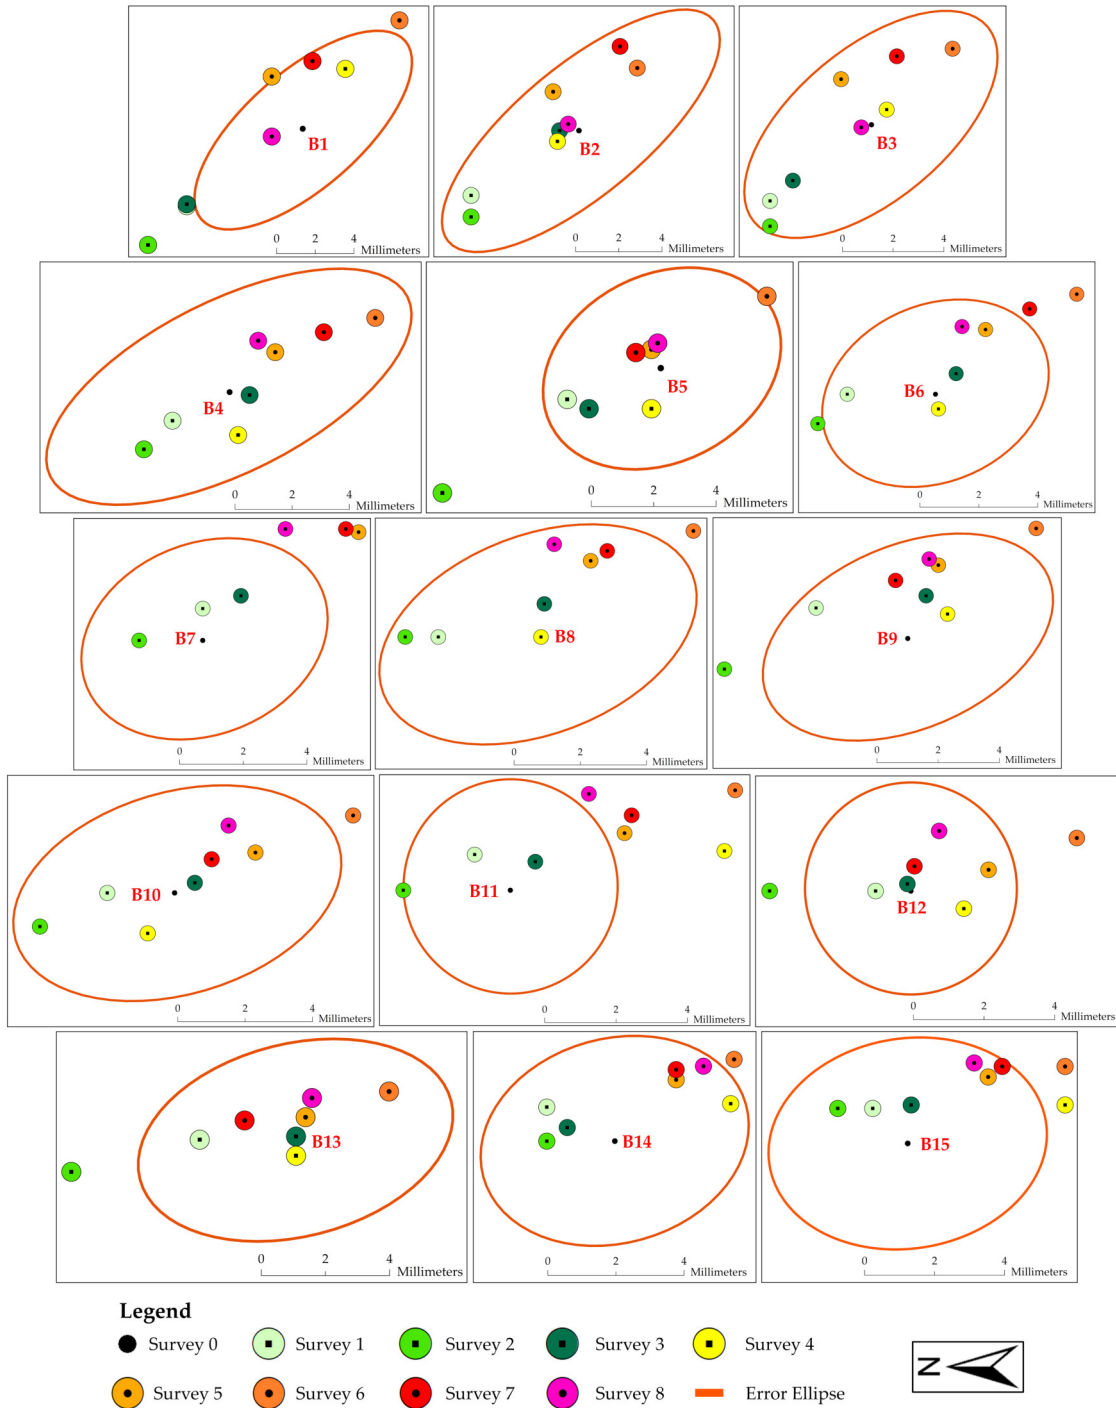 B1
0 2 4
Millimeters
B2
0 2 4
Millimeters
B3
0 2 4
Millimeters
B4
0 2 4
Millimeters
B5
0 2 4
Millimeters
B6
0 2 4
Millimeters
B7
0 2 4
Millimeters
B8
0 2 4
Millimeters
B9
0 2 4
Millimeters
B10
0 2 4
Millimeters
B11
0 2 4
Millimeters
B12
0 2 4
Millimeters
B13
0 2 4
Millimeters
B14
0 2 4
Millimeters
B15
0 2 4
Millimeters
Legend
Survey 0 Survey 1 Survey 2 Survey 3 Survey 4
Survey 5 Survey 6 Survey 7 Survey 8 Error Ellipse
N